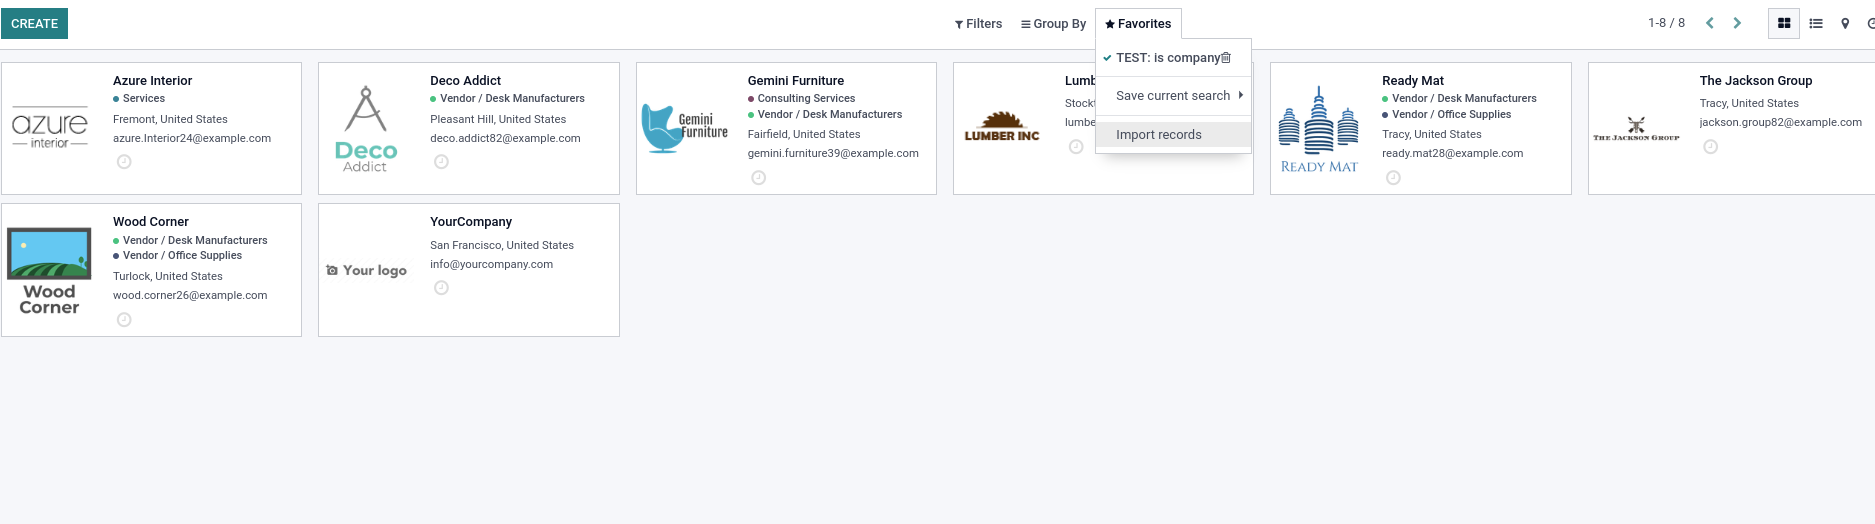 CREATE
Filters
Group By
Favorites
1-8 / 8
TEST: is company
Save current search
Import records
Azure Interior
Services
Fremont, United States
azure.Interior24@example.com
azure
interior
Deco Addict
Vendor / Desk Manufacturers
Pleasant Hill, United States
deco.addict82@example.com
Deco
Addict
Gemini Furniture
Consulting Services
Vendor / Desk Manufacturers
Fairfield, United States
gemini.furniture39@example.com
Gemini
Furniture
Lumb
Stockt
lumbe
LUMBER INC
Ready Mat
Vendor / Desk Manufacturers
Vendor / Office Supplies
Tracy, United States
ready.mat28@example.com
READY MAT
The Jackson Group
Tracy, United States
jackson.group82@example.com
THE JACKSON GROUP
Wood Corner
Vendor / Desk Manufacturers
Vendor / Office Supplies
Turlock, United States
wood.corner26@example.com
Wood
Corner
YourCompany
San Francisco, United States
info@yourcompany.com
Your logo